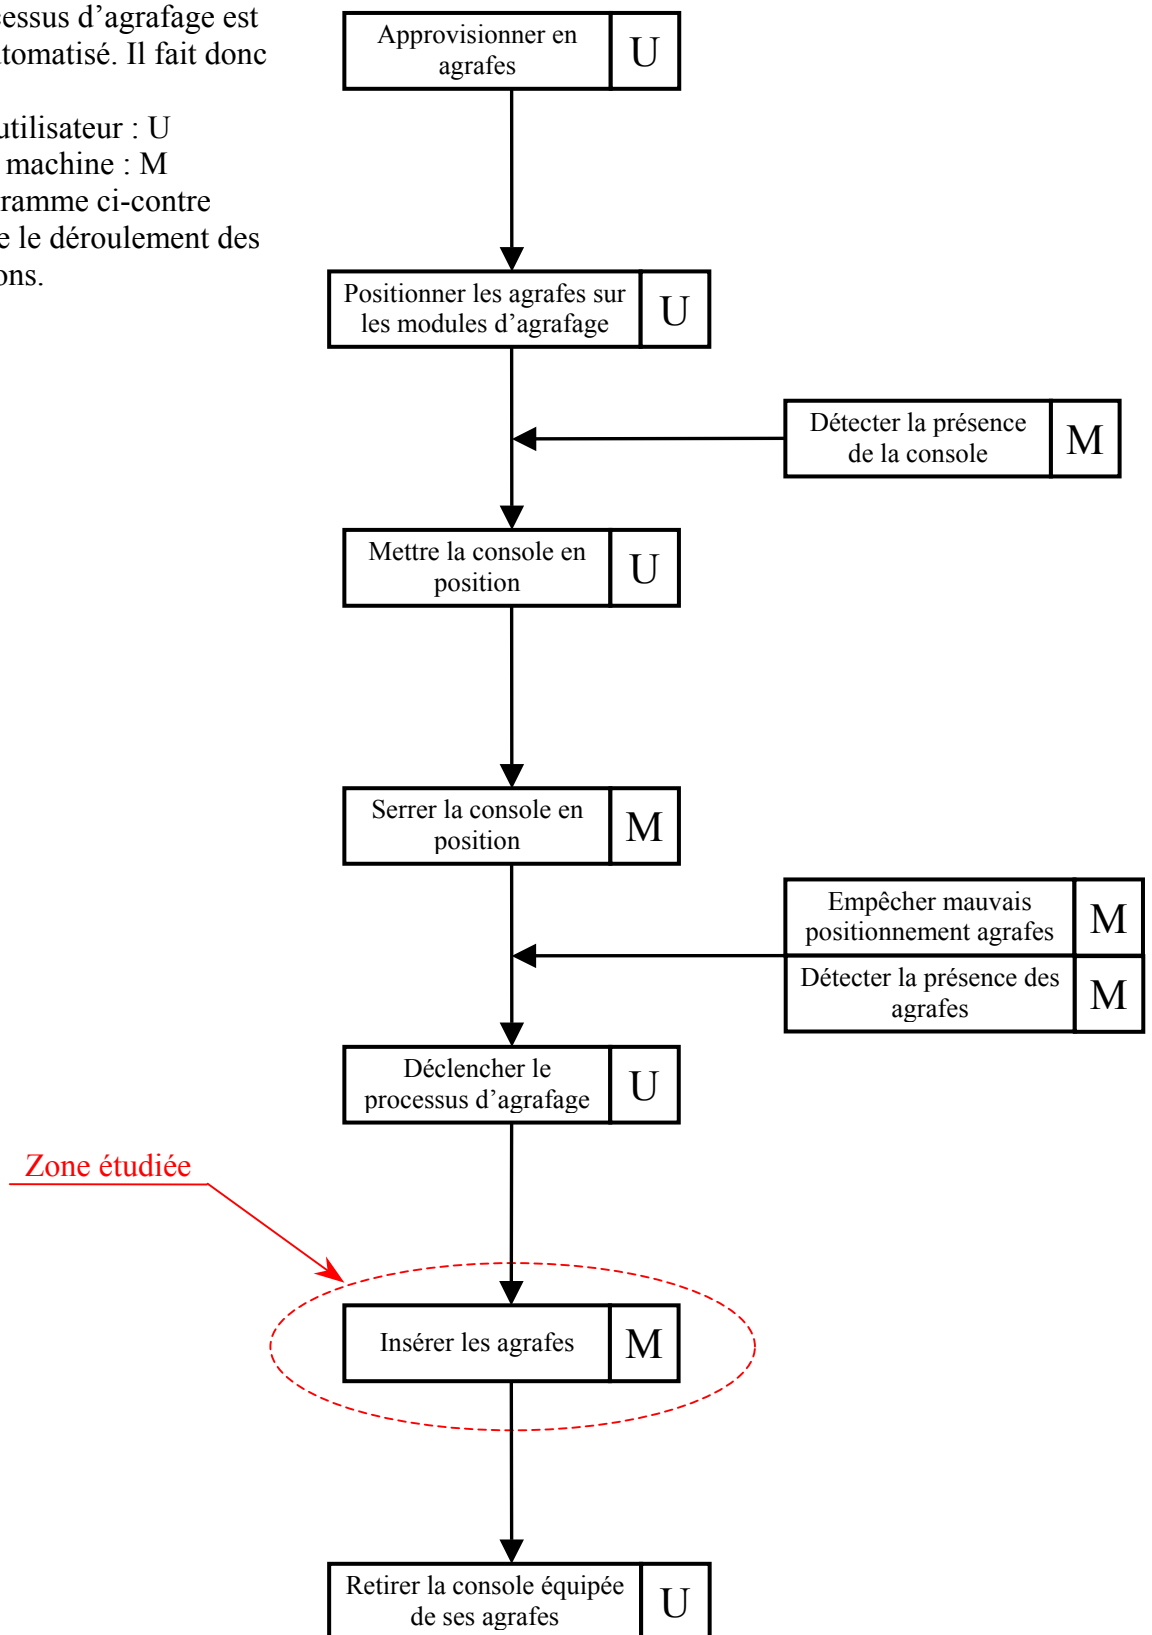 cessus d’agrafage est
utomatisé. Il fait donc
utilisateur : U
machine : M
gramme ci-contre
e le déroulement des
ons.
Approvisionner en
agrafes
U
Positionner les agrafes sur
les modules d’agrafage
U
Détecter la présence
de la console
M
Mettre la console en
position
U
Serrer la console en
position
M
Empêcher mauvais
positionnement agrafes
M
Détecter la présence des
agrafes
M
Déclencher le
processus d’agrafage
U
Zone étudiée
Insérer les agrafes
M
Retirer la console équipée
de ses agrafes
U